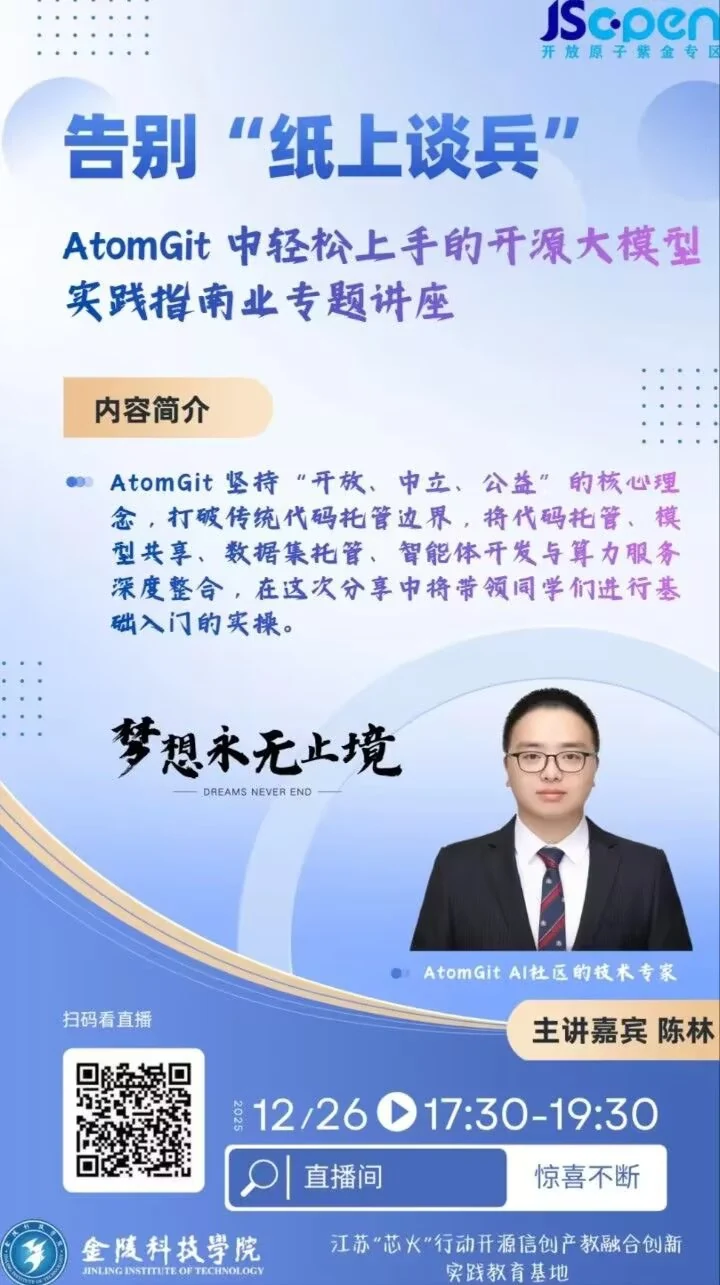 JSopen
开放原子紫金专区
告别“纸上谈兵”
AtomGit 中轻松上手的开源大模型
实践指南业专题讲座
内容简介
AtomGit 坚持“开放、中立、公益”的核心理
念，打破传统代码托管边界，将代码托管、模
型共享、数据集托管、智能体开发与算力服务
深度整合，在这次分享中将带领同学们进行基
础入门的实操。
梦想永无止境
DREAMS NEVER END
AtomGit AI社区的技术专家
主讲嘉宾 陈林
扫码看直播
2025 12/26 17:30-19:30
直播间 惊喜不断
金陵科技学院
JINLING INSTITUTE OF TECHNOLOGY
江苏“芯火”行动开源信创产教融合创新
实践教育基地